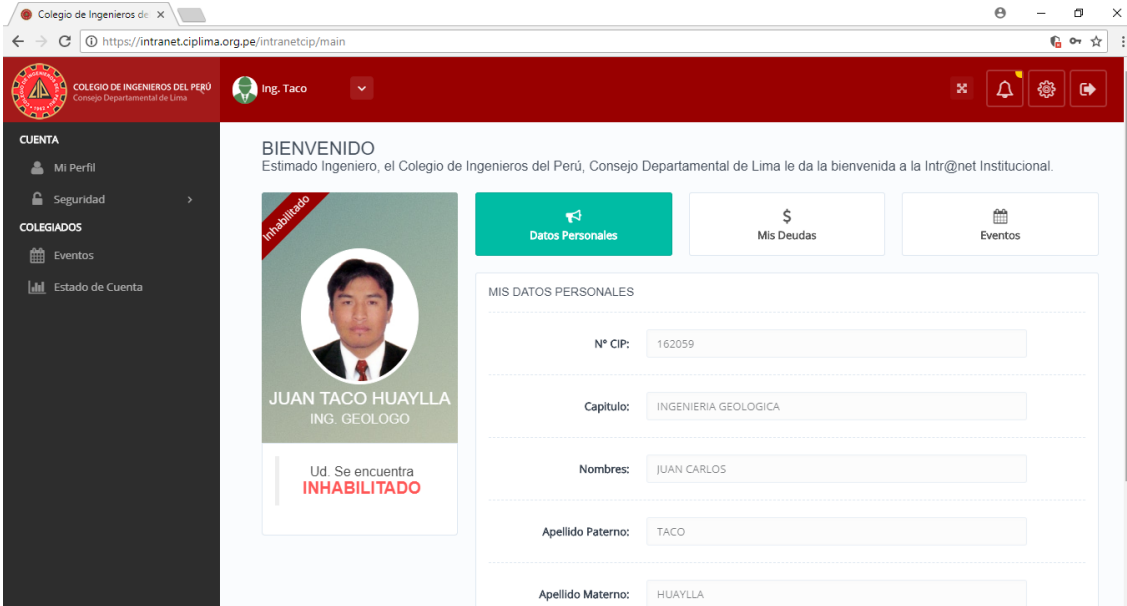 Colegio de Ingenieros de
https://intranet.ciplima.org.pe/intranetcip/main
COLEGIO DE INGENIEROS DEL PERÚ
Consejo Departamental de Lima
Ing. Taco
CUENTA
Mi Perfil
Seguridad
COLEGIADOS
Eventos
Estado de Cuenta
BIENVENIDO
Estimado Ingeniero, el Colegio de Ingenieros del Perú, Consejo Departamental de Lima le da la bienvenida a la Intr@net Institucional.
Inhabilitado
JUAN TACO HUAYLLA
ING. GEOLOGO
Ud. Se encuentra
INHABILITADO
Datos Personales
Mis Deudas
Eventos
MIS DATOS PERSONALES
N° CIP: 162059
Capitulo: INGENIERIA GEOLOGICA
Nombres: JUAN CARLOS
Apellido Paterno: TACO
Apellido Materno: HUAYLLA